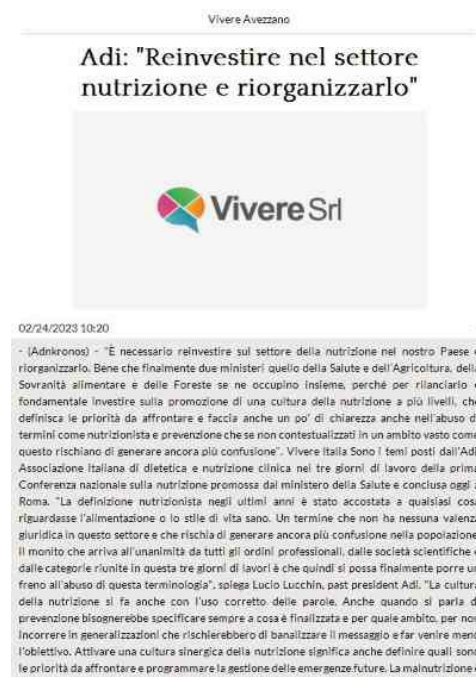 Vivere Avezzano
Adi: "Reinvestire nel settore
nutrizione e riorganizzarlo"
Vivere Srl
02/24/2023 10:20
- (Adnkronos) - "È necessario reinvestire sul settore della nutrizione nel nostro Paese e
riorganizzarlo. Bene che finalmente due ministeri quello della Salute e dell'Agricoltura, della
Sovranità alimentare e delle Foreste se ne occupino insieme, perché per rilanciarlo è
fondamentale investire sulla promozione di una cultura della nutrizione a più livelli, che
definisca le priorità da affrontare e faccia anche un po' di chiarezza anche nell'abuso di
termini come nutrizionista e prevenzione che se non contestualizzati in un ambito vasto come
questo rischiano di generare ancora più confusione". Vivere Italia Sono i temi posti dall'Adi,
Associazione italiana di dietetica e nutrizione clinica nei tre giorni di lavoro della prima
Conferenza nazionale sulla nutrizione promossa dal ministero della Salute e conclusa oggi a
Roma. "La definizione nutrizionista negli ultimi anni è stato accostata a qualsiasi cosa
riguardasse l'alimentazione o lo stile di vita sano. Un termine che non ha nessuna valenza
giuridica in questo settore e che rischia di generare ancora più confusione nella popolazione.
Il monito che arriva all'unanimità da tutti gli ordini professionali, dalle società scientifiche e
dalle categorie riunite in questa tre giorni di lavori è che quindi si possa finalmente porre un
freno all'abuso di questa terminologia", spiega Lucio Lucchin, past president Adi. "La cultura
della nutrizione si fa anche con l'uso corretto delle parole. Anche quando si parla di
prevenzione bisognerebbe specificare sempre a cosa è finalizzata e per quale ambito, per non
incorrere in generalizzazioni che rischierebbero di banalizzare il messaggio e far venire meno
l'obiettivo. Attivare una cultura sinergica della nutrizione significa anche definire quali sono
le priorità da affrontare e programmare la gestione delle emergenze future. La malnutrizione è